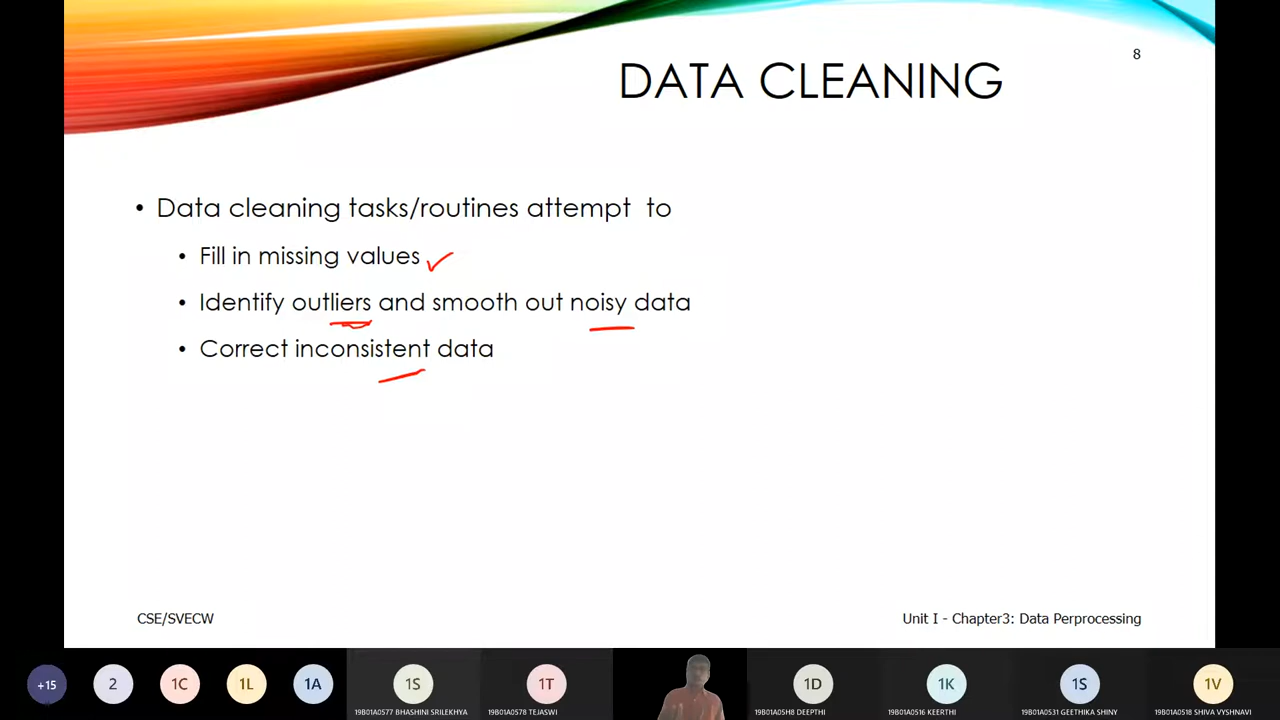 8
DATA CLEANING
• Data cleaning tasks/routines attempt to
• Fill in missing values
• Identify outliers and smooth out noisy data
• Correct inconsistent data
CSE/SVECW
Unit I - Chapter3: Data Perprocessing
+15
2
1C
1L
1A
1S
1T
1D
1K
1S
1V
19B01A0577 BHASHINI SRILEKHYA
19B01A0578 TEJASWI
19B01A05H8 DEEPTHI
19B01A0516 KEERTHI
19B01A0531 GEETHIKA SHINY
19B01A0518 SHIVA VYSHNAVI